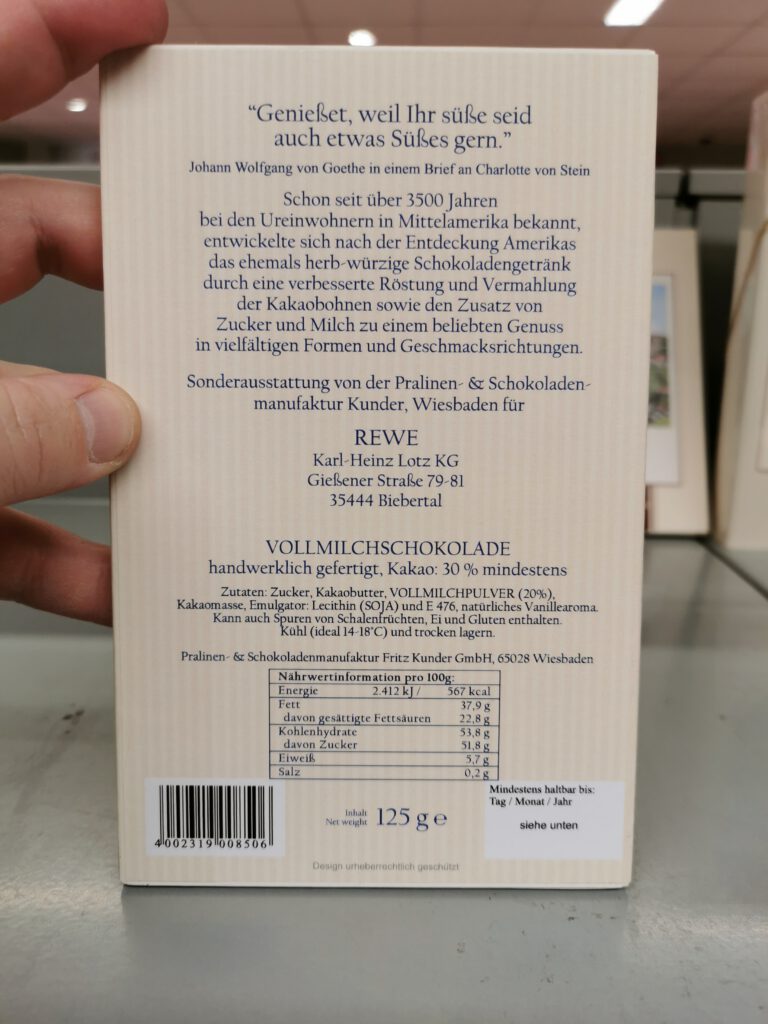 “Genießet, weil Ihr süße seid
auch etwas Süßes gern.”
Johann Wolfgang von Goethe in einem Brief an Charlotte von Stein
Schon seit über 3500 Jahren
bei den Ureinwohnern in Mittelamerika bekannt,
entwickelte sich nach der Entdeckung Amerikas
das ehemals herb-würzige Schokoladengetränk
durch eine verbesserte Röstung und Vermahlung
der Kakaobohnen sowie den Zusatz von
Zucker und Milch zu einem beliebten Genuss
in vielfältigen Formen und Geschmacksrichtungen.
Sonderausstattung von der Pralinen- & Schokoladen-
manufaktur Kunder, Wiesbaden für
REWE
Karl-Heinz Lotz KG
Gießener Straße 79-81
35444 Biebertal
VOLLMILCHSCHOKOLADE
handwerklich gefertigt, Kakao: 30 % mindestens
Zutaten: Zucker, Kakaobutter, VOLLMILCHPULVER (20%),
Kakaomasse, Emulgator: Lecithin (SOJA) und E 476, natürliches Vanillearoma.
Kann auch Spuren von Schalenfrüchten, Ei und Gluten enthalten.
Kühl (ideal 14-18°C) und trocken lagern.
Pralinen- & Schokoladenmanufaktur Fritz Kunder GmbH, 65028 Wiesbaden
Nährwertinformation pro 100g:
Energie 2.412 kJ / 567 kcal
Fett 37,9 g
davon gesättigte Fettsäuren 22,8 g
Kohlenhydrate 53,8 g
davon Zucker 51,8 g
Eiweiß 5,7 g
Salz 0,2 g
4 002319 008506
Inhalt
Net weight 125 g e
Mindestens haltbar bis:
Tag / Monat / Jahr
siehe unten
Design urheberrechtlich geschützt